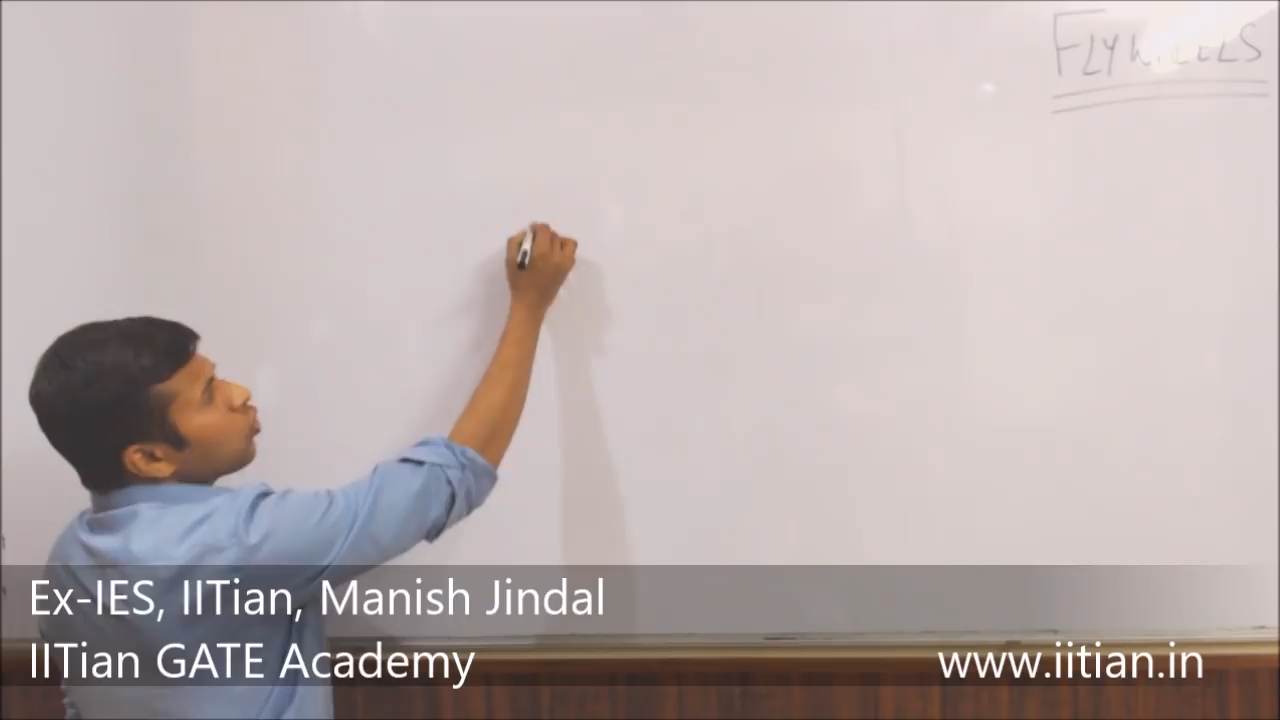 FLYWHEELS
Ex-IES, IITian, Manish Jindal
IITian GATE Academy
www.iitian.in